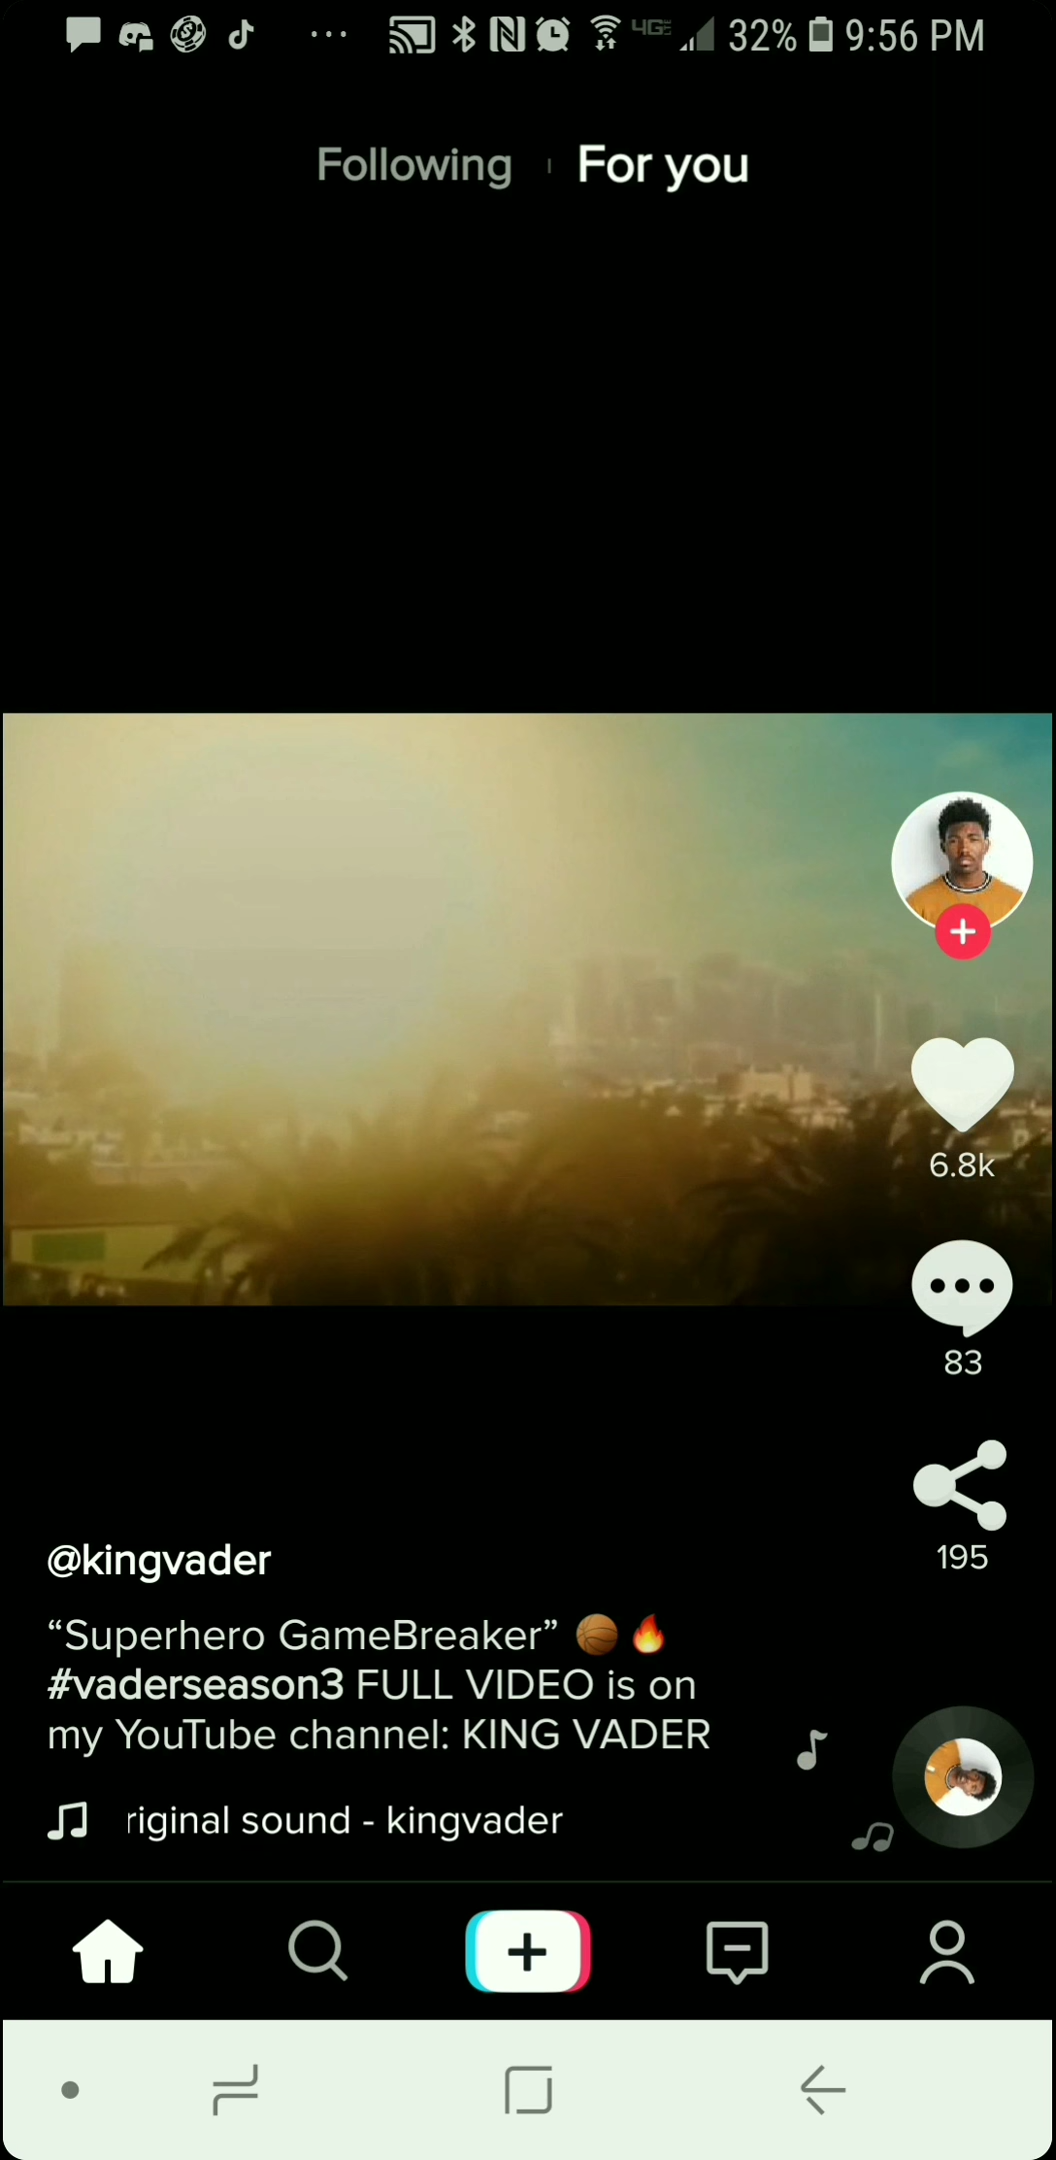 32% 9:56 PM
Following For you
6.8k
83
195
@kingvader
“Superhero GameBreaker” 🏀🔥
#vaderseason3 FULL VIDEO is on
my YouTube channel: KING VADER
riginal sound - kingvader